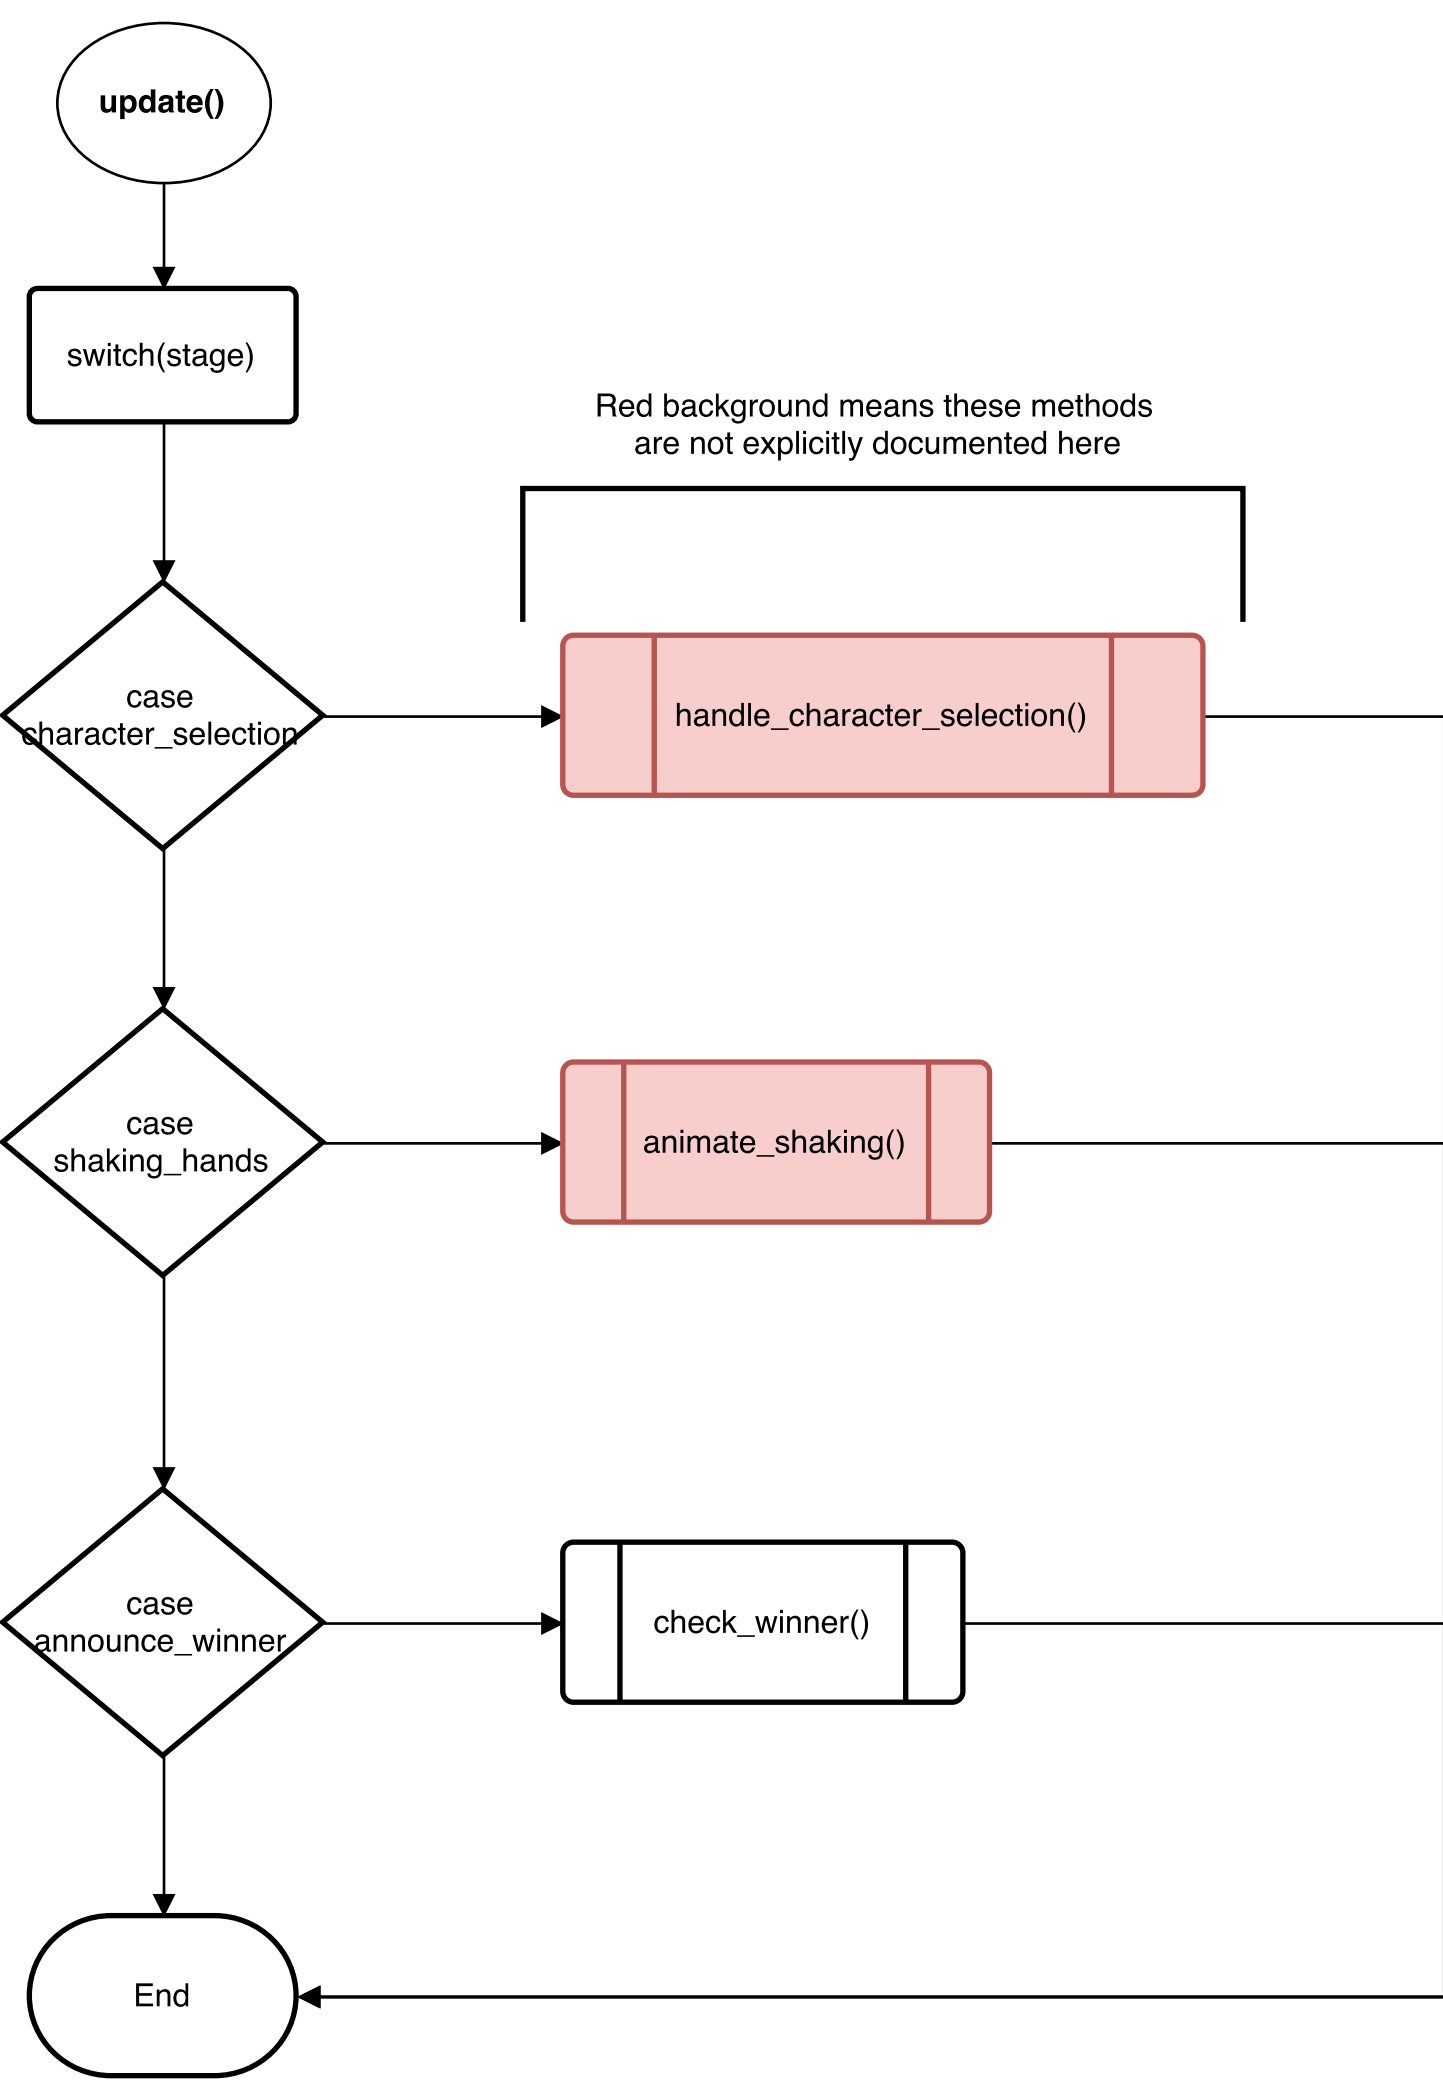 update()
switch(stage)
Red background means these methods
are not explicitly documented here
case
character_selection
handle_character_selection()
case
shaking_hands
animate_shaking()
case
announce_winner
check_winner()
End